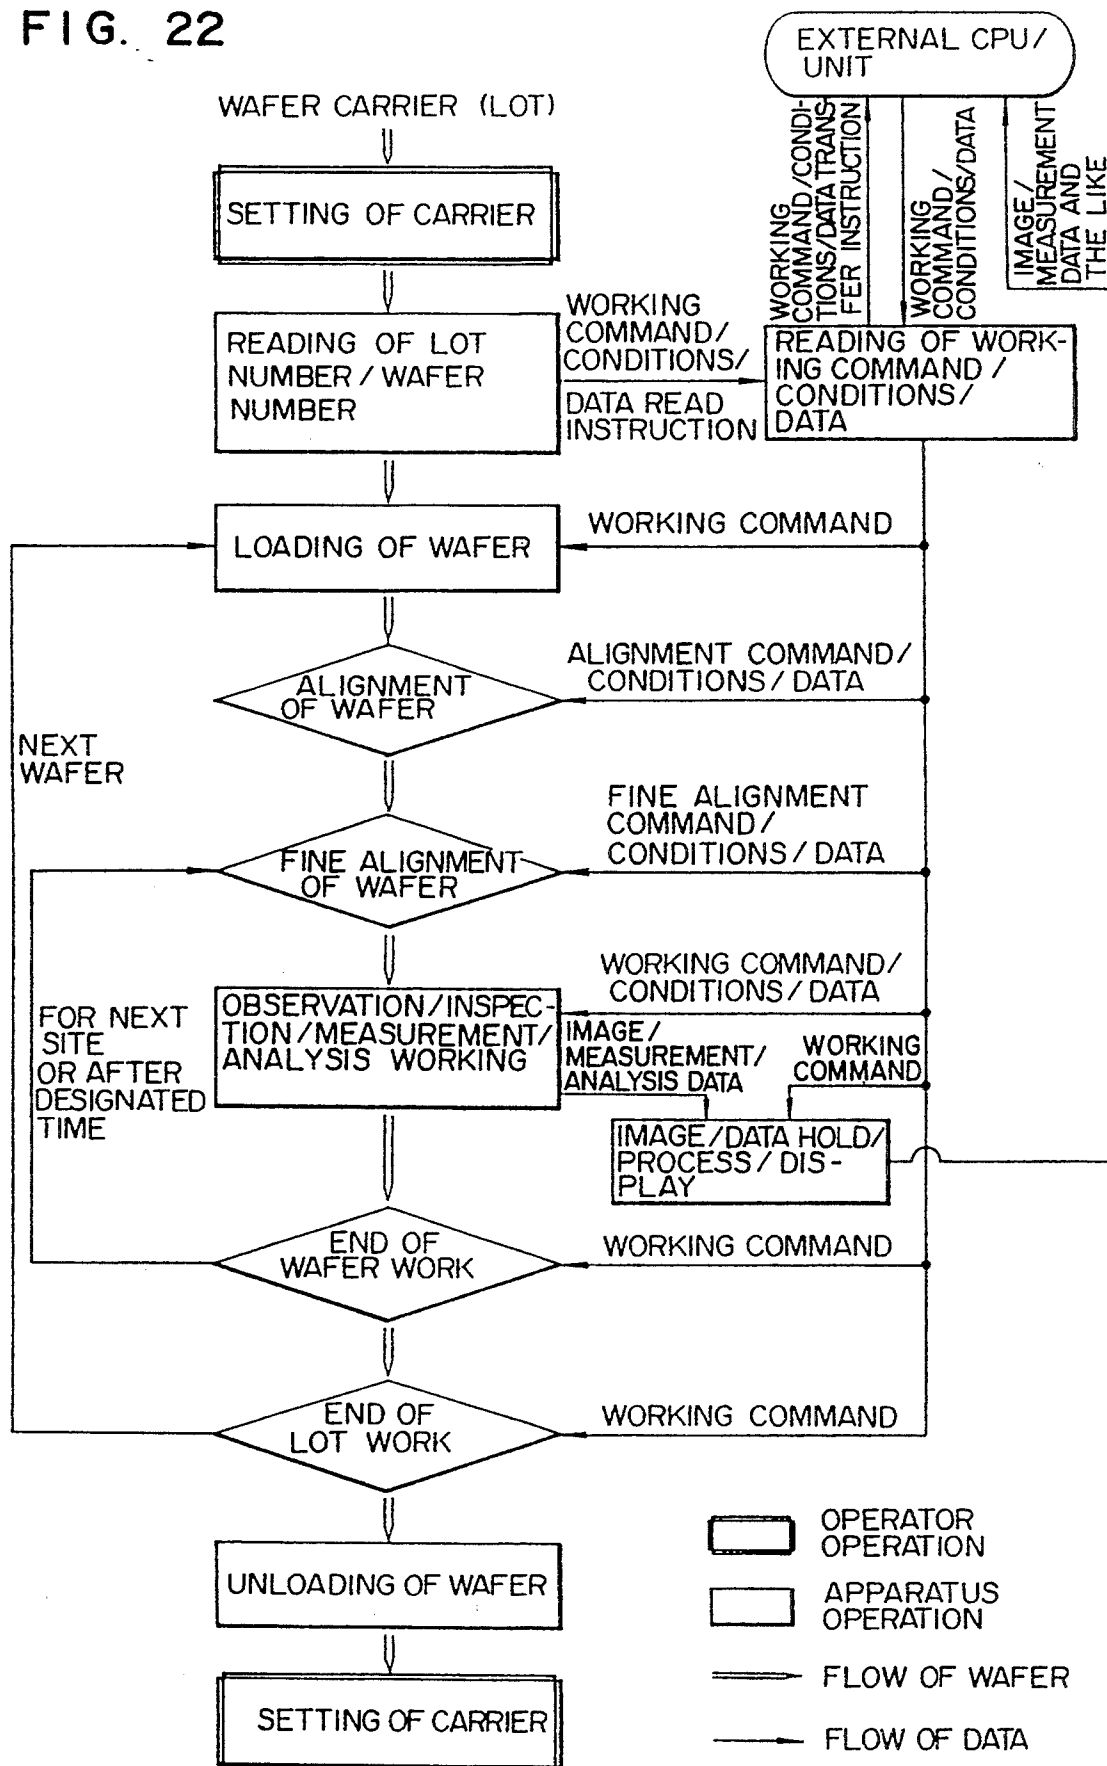 FIG. 22
EXTERNAL CPU/
UNIT
WAFER CARRIER (LOT)
WORKING
COMMAND/CONDI-
TIONS/DATA TRANS-
FER INSTRUCTION
WORKING
COMMAND/
CONDITIONS/DATA
IMAGE/
MEASUREMENT
DATA AND
THE LIKE
SETTING OF CARRIER
READING OF LOT
NUMBER / WAFER
NUMBER
WORKING
COMMAND/
CONDITIONS/
DATA READ
INSTRUCTION
READING OF WORK-
ING COMMAND /
CONDITIONS/
DATA
LOADING OF WAFER
WORKING COMMAND
ALIGNMENT
OF WAFER
ALIGNMENT COMMAND/
CONDITIONS/ DATA
NEXT
WAFER
FINE ALIGNMENT
OF WAFER
FINE ALIGNMENT
COMMAND/
CONDITIONS/ DATA
FOR NEXT
SITE
OR AFTER
DESIGNATED
TIME
OBSERVATION/INSPEC-
TION/MEASUREMENT/
ANALYSIS WORKING
WORKING COMMAND/
CONDITIONS/ DATA
IMAGE/
MEASUREMENT/
ANALYSIS DATA
WORKING
COMMAND
IMAGE/DATA HOLD/
PROCESS/ DIS-
PLAY
END OF
WAFER WORK
WORKING COMMAND
END OF
LOT WORK
WORKING COMMAND
UNLOADING OF WAFER
SETTING OF CARRIER
OPERATOR
OPERATION
APPARATUS
OPERATION
FLOW OF WAFER
FLOW OF DATA